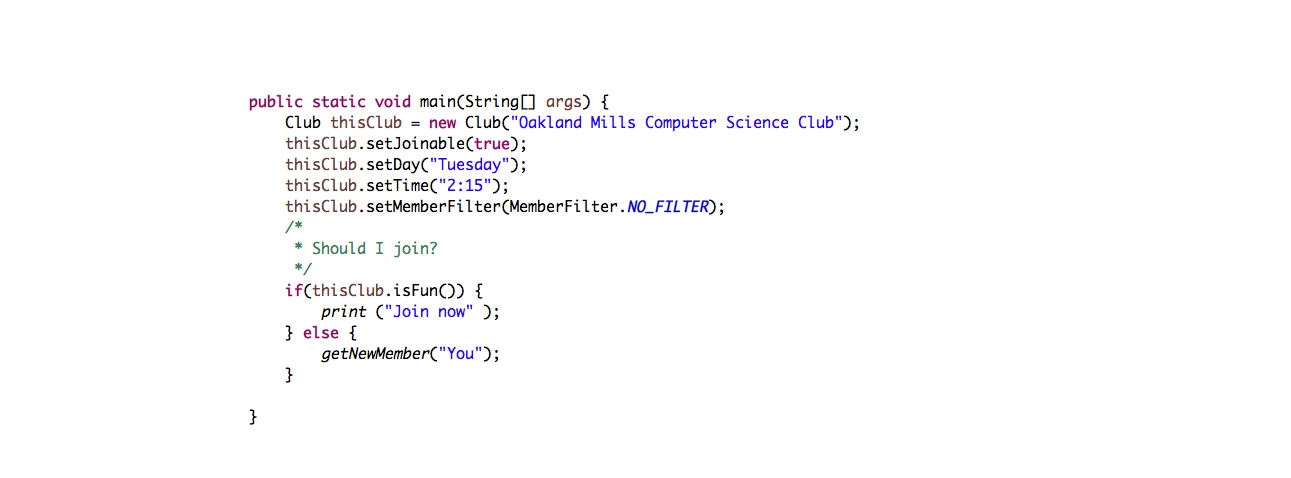 public static void main(String[] args) {
    Club thisClub = new Club("Oakland Mills Computer Science Club");
    thisClub.setJoinable(true);
    thisClub.setDay("Tuesday");
    thisClub.setTime("2:15");
    thisClub.setMemberFilter(MemberFilter.NO_FILTER);
    /*
     * Should I join?
     */
    if(thisClub.isFun()) {
        print ("Join now" );
    } else {
        getNewMember("You");
    }
}